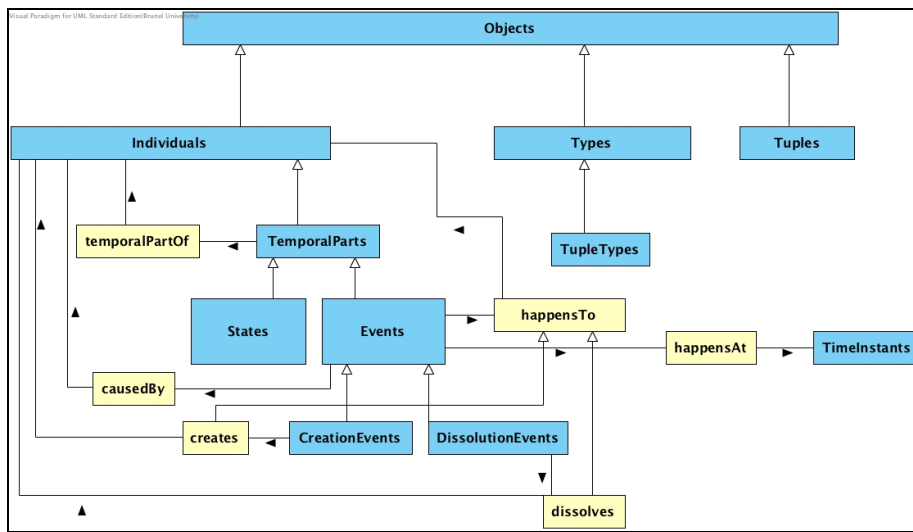 Visual Paradigm for UML Standard Edition(Brunel University)
Objects
Individuals
Types
Tuples
temporalPartOf
TemporalParts
TupleTypes
States
Events
happensTo
happensAt
TimeInstants
causedBy
creates
CreationEvents
DissolutionEvents
dissolves